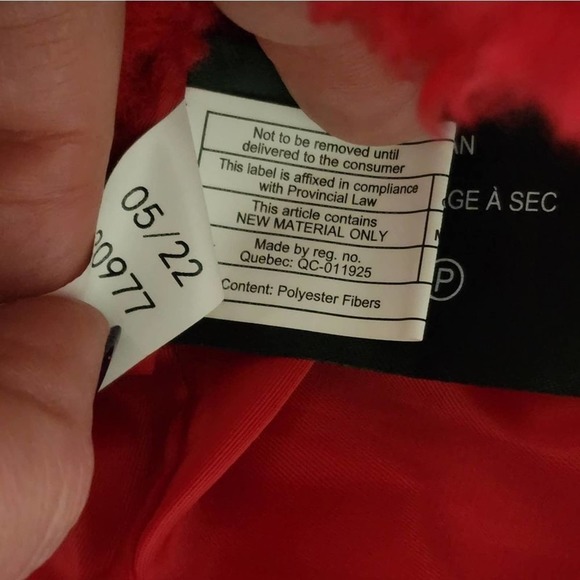 Not to be removed until
delivered to the consumer
This label is affixed in compliance
with Provincial Law
This article contains
NEW MATERIAL ONLY
Made by reg. no.
Quebec: QC-011925
Content: Polyester Fibers
05/22
0977
AN
GE À SEC
P